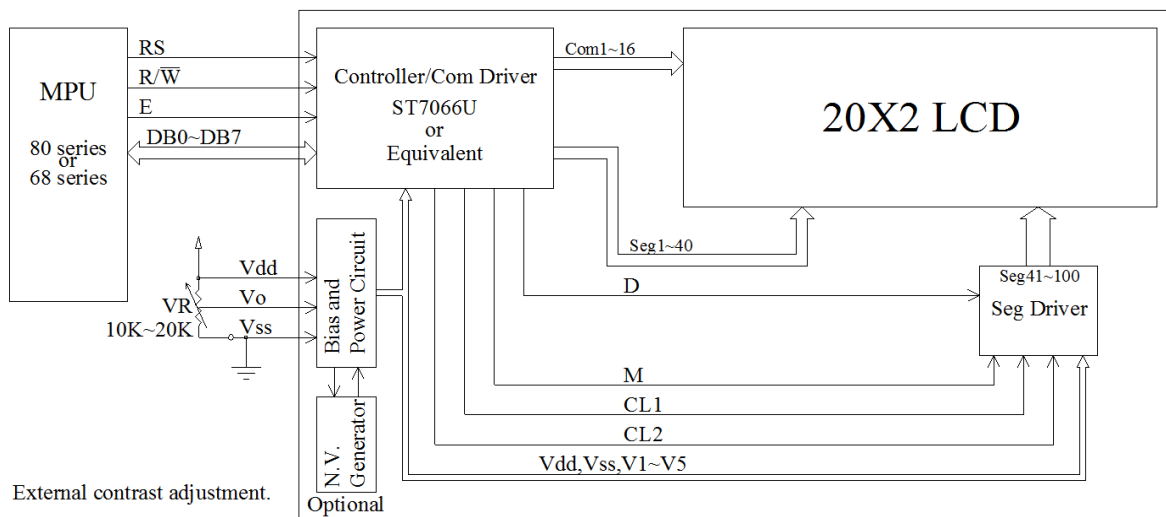 MPU
80 series
or
68 series
RS
R/W̅
E
DB0~DB7
Controller/Com Driver
ST7066U
or
Equivalent
Com1~16
20X2 LCD
Seg1~40
Seg41~100
Seg Driver
D
Vdd
Vo
Vss
VR
10K~20K
Bias and
Power Circuit
M
CL1
CL2
Vdd,Vss,V1~V5
N.V.
Generator
Optional
External contrast adjustment.